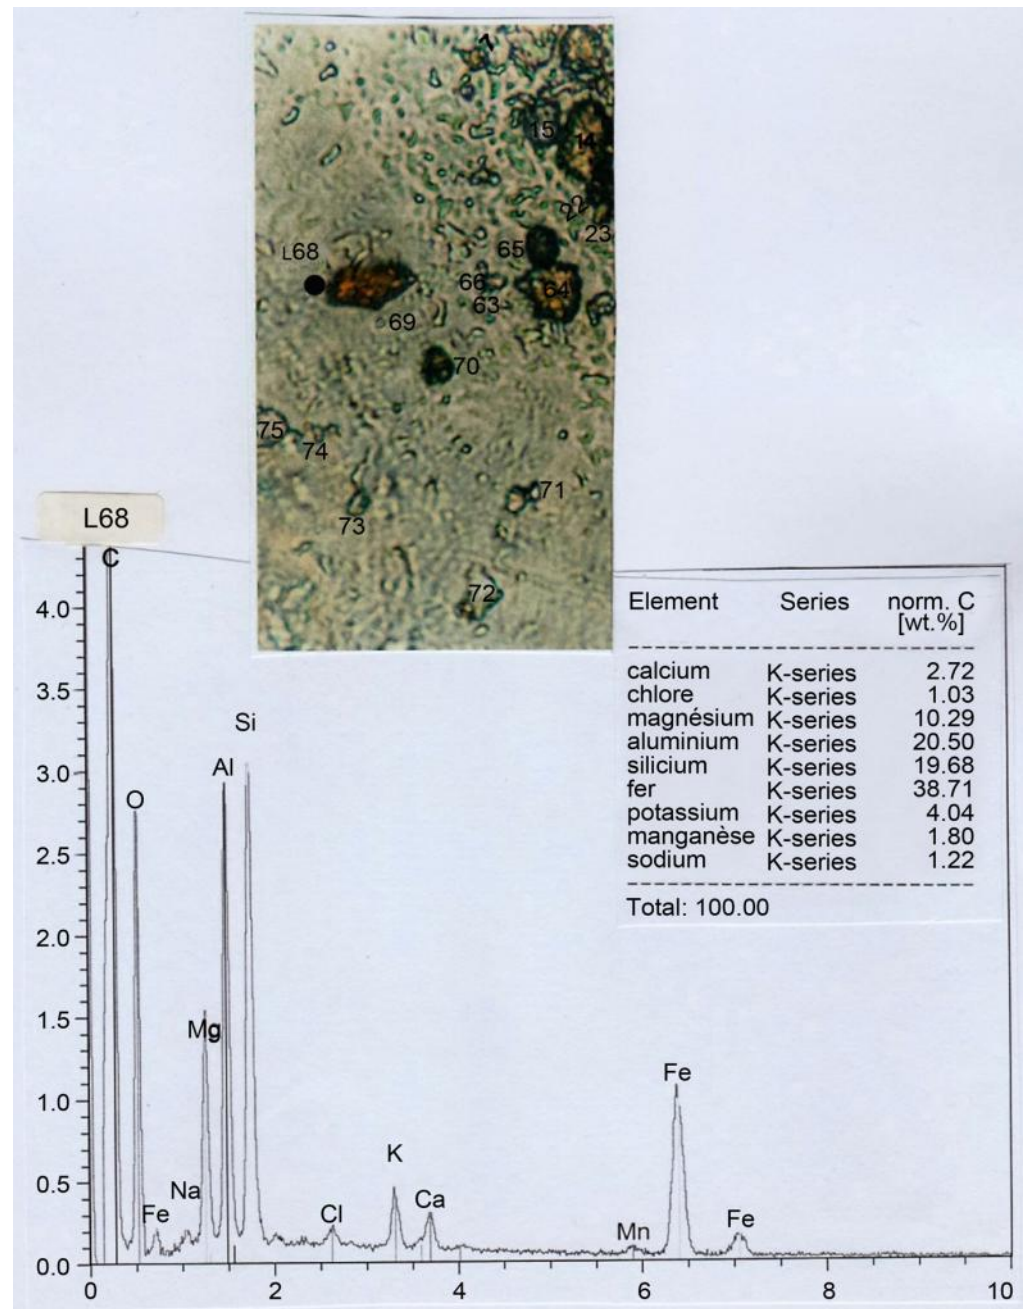 1
15
14
22
23
L68
65
66
64
63
69
70
75
74
71
73
72
L68
C
4.0
3.5
3.0
2.5
2.0
1.5
1.0
0.5
0.0
O
Fe
Na
Mg
Al
Si
Cl
K
Ca
Mn
Fe
Fe
0 2 4 6 8 10
Element Series norm. C
[wt.%]
calcium K-series 2.72
chlore K-series 1.03
magnésium K-series 10.29
aluminium K-series 20.50
silicium K-series 19.68
fer K-series 38.71
potassium K-series 4.04
manganèse K-series 1.80
sodium K-series 1.22
Total: 100.00